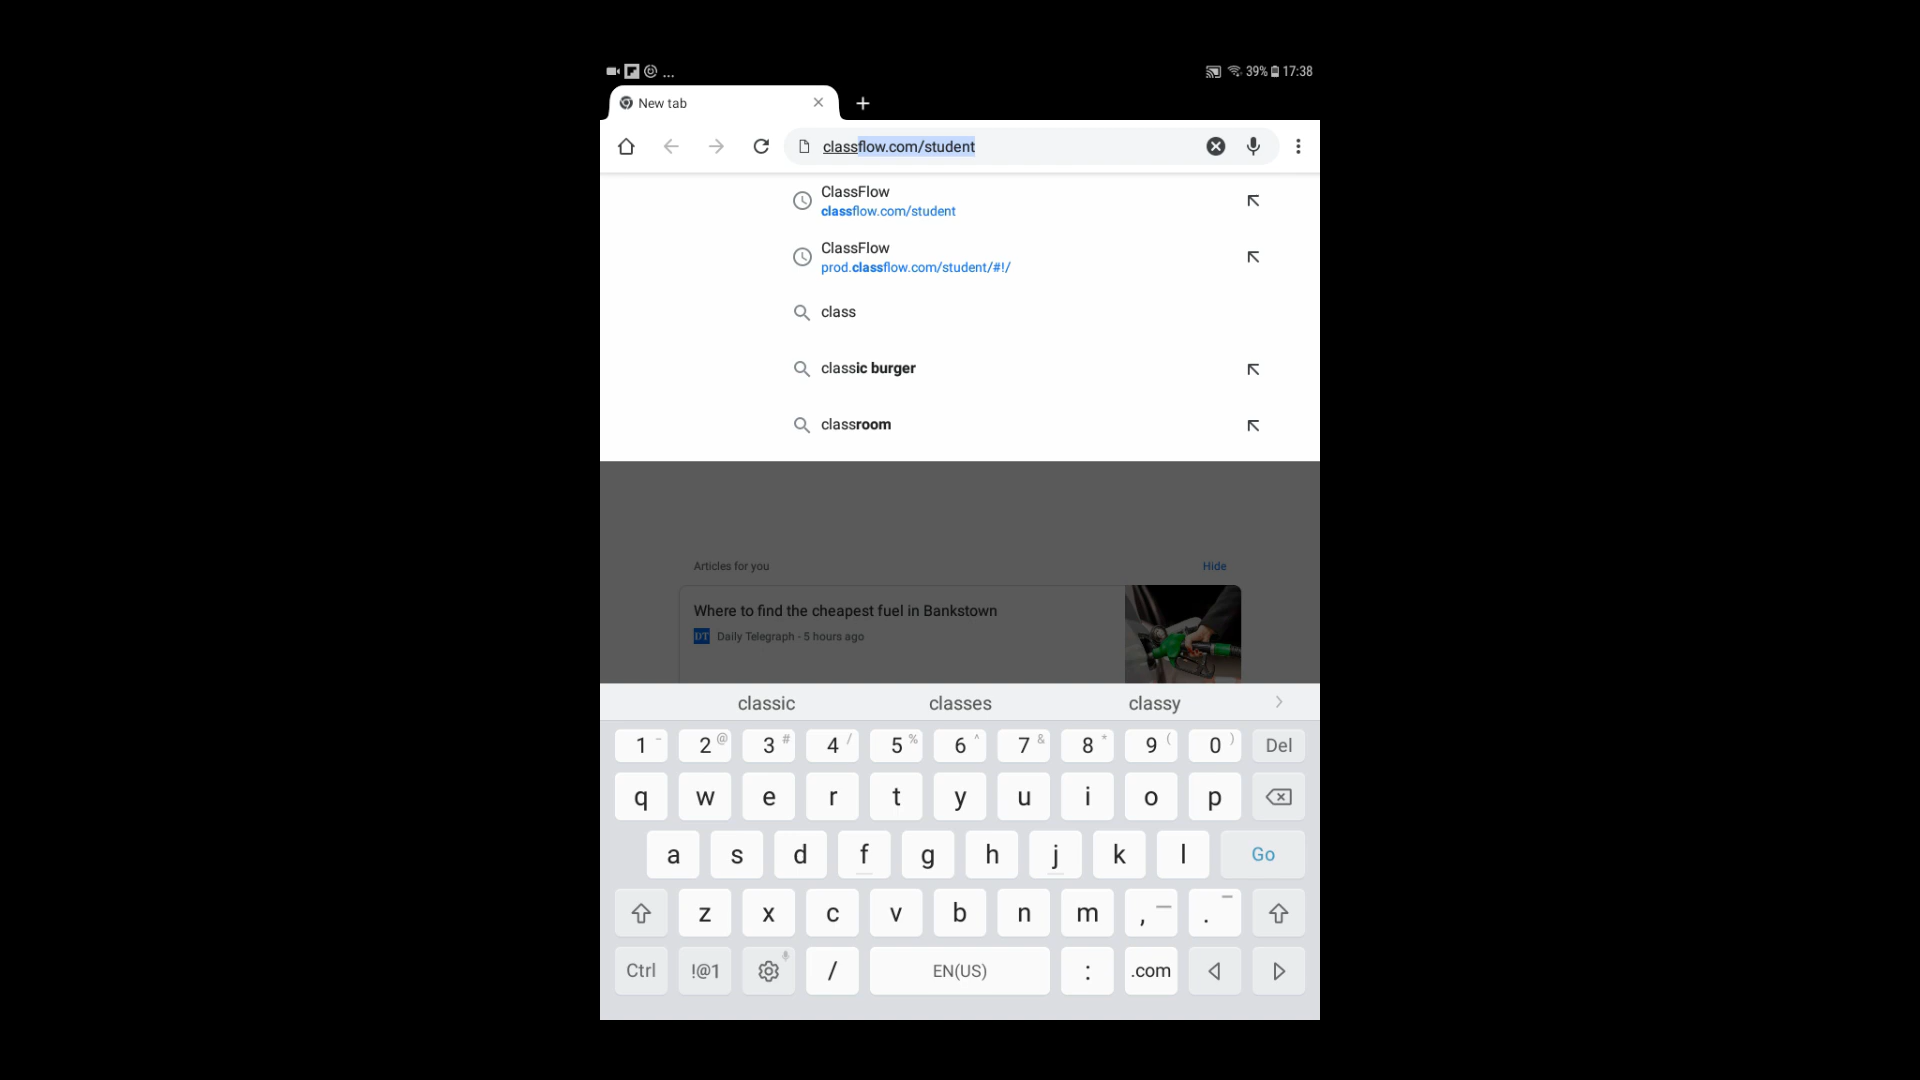 ... 39% 17:38
New tab
classflow.com/student
ClassFlow
classflow.com/student
ClassFlow
prod.classflow.com/student/#!/
class
classic burger
classroom
Articles for you Hide
Where to find the cheapest fuel in Bankstown
DT Daily Telegraph - 5 hours ago
classic classes classy
1 - 2 @ 3 # 4 / 5 % 6 ^ 7 & 8 * 9 ( 0 ) Del
q w e r t y u i o p
a s d f g h j k l Go
z x c v b n m , .
Ctrl !@1 / EN(US) : .com